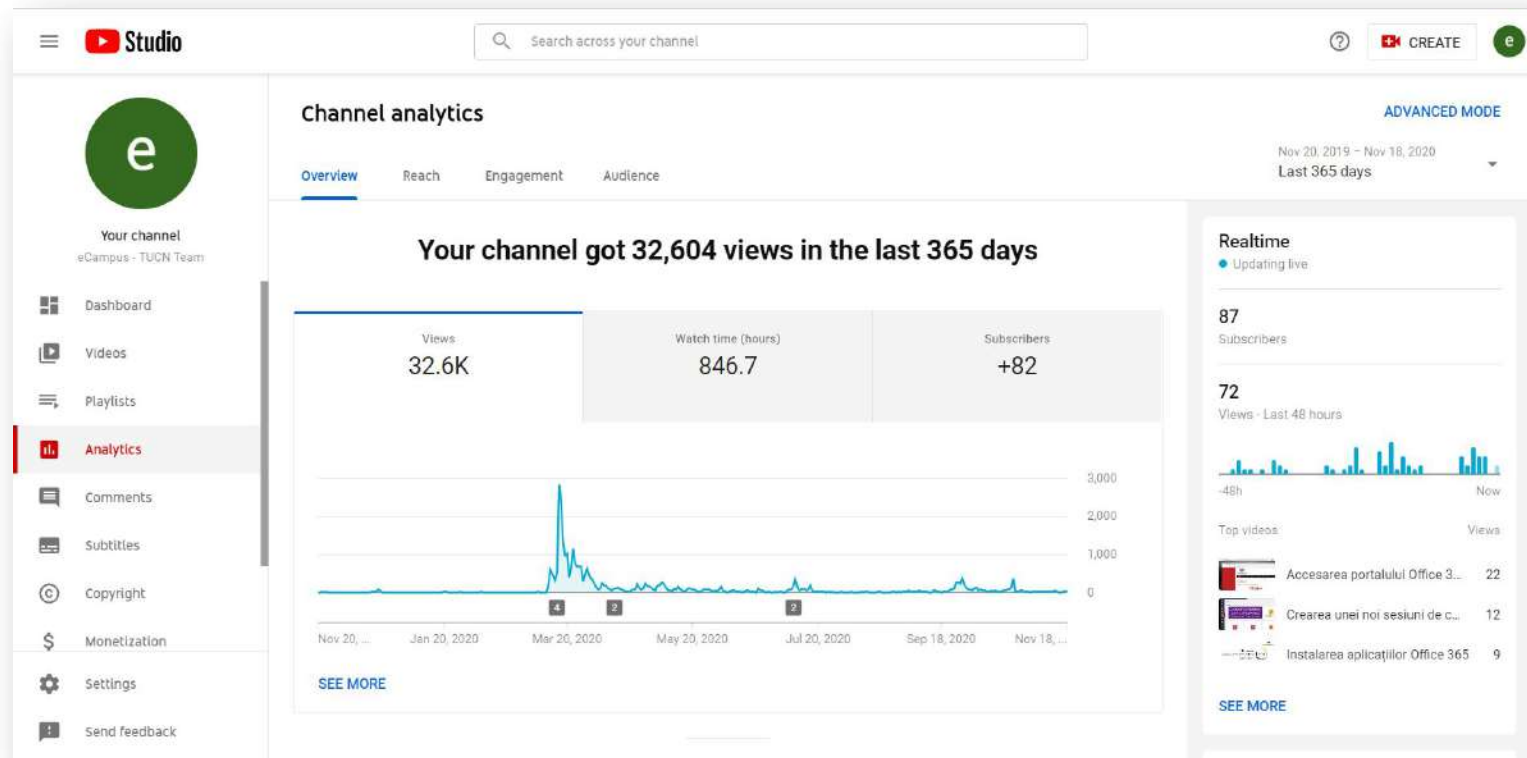 Studio
Search across your channel
CREATE
e
e
Your channel
eCampus - TUCN Team
Dashboard
Videos
Playlists
Analytics
Comments
Subtitles
Copyright
Monetization
Settings
Send feedback
Channel analytics
ADVANCED MODE
Overview Reach Engagement Audience
Nov 20, 2019 – Nov 18, 2020
Last 365 days
Your channel got 32,604 views in the last 365 days
Views
32.6K
Watch time (hours)
846.7
Subscribers
+82
3,000
2,000
1,000
0
4 2 2
Nov 20, ... Jan 20, 2020 Mar 20, 2020 May 20, 2020 Jul 20, 2020 Sep 18, 2020 Nov 18, ...
SEE MORE
Realtime
Updating live
87
Subscribers
72
Views · Last 48 hours
-48h Now
Top videos Views
Accesarea portalului Office 3... 22
Crearea unei noi sesiuni de c... 12
Instalarea aplicațiilor Office 365 9
SEE MORE